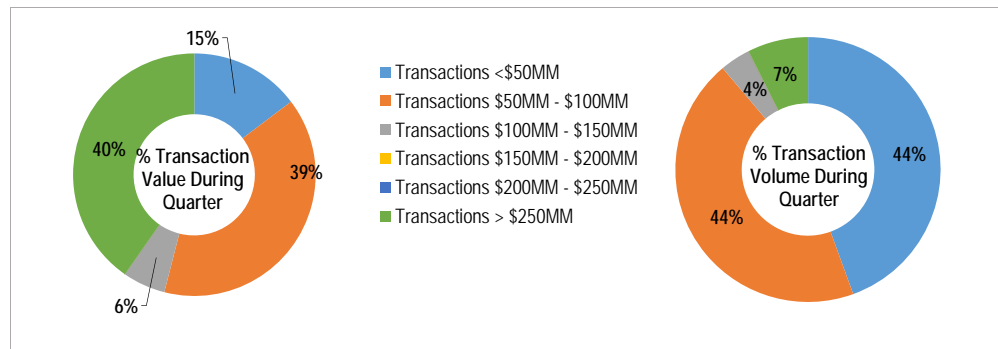 15%
40%
39%
6%
% Transaction
Value During
Quarter
Transactions <$50MM
Transactions $50MM - $100MM
Transactions $100MM - $150MM
Transactions $150MM - $200MM
Transactions $200MM - $250MM
Transactions > $250MM
7%
4%
44%
44%
% Transaction
Volume During
Quarter